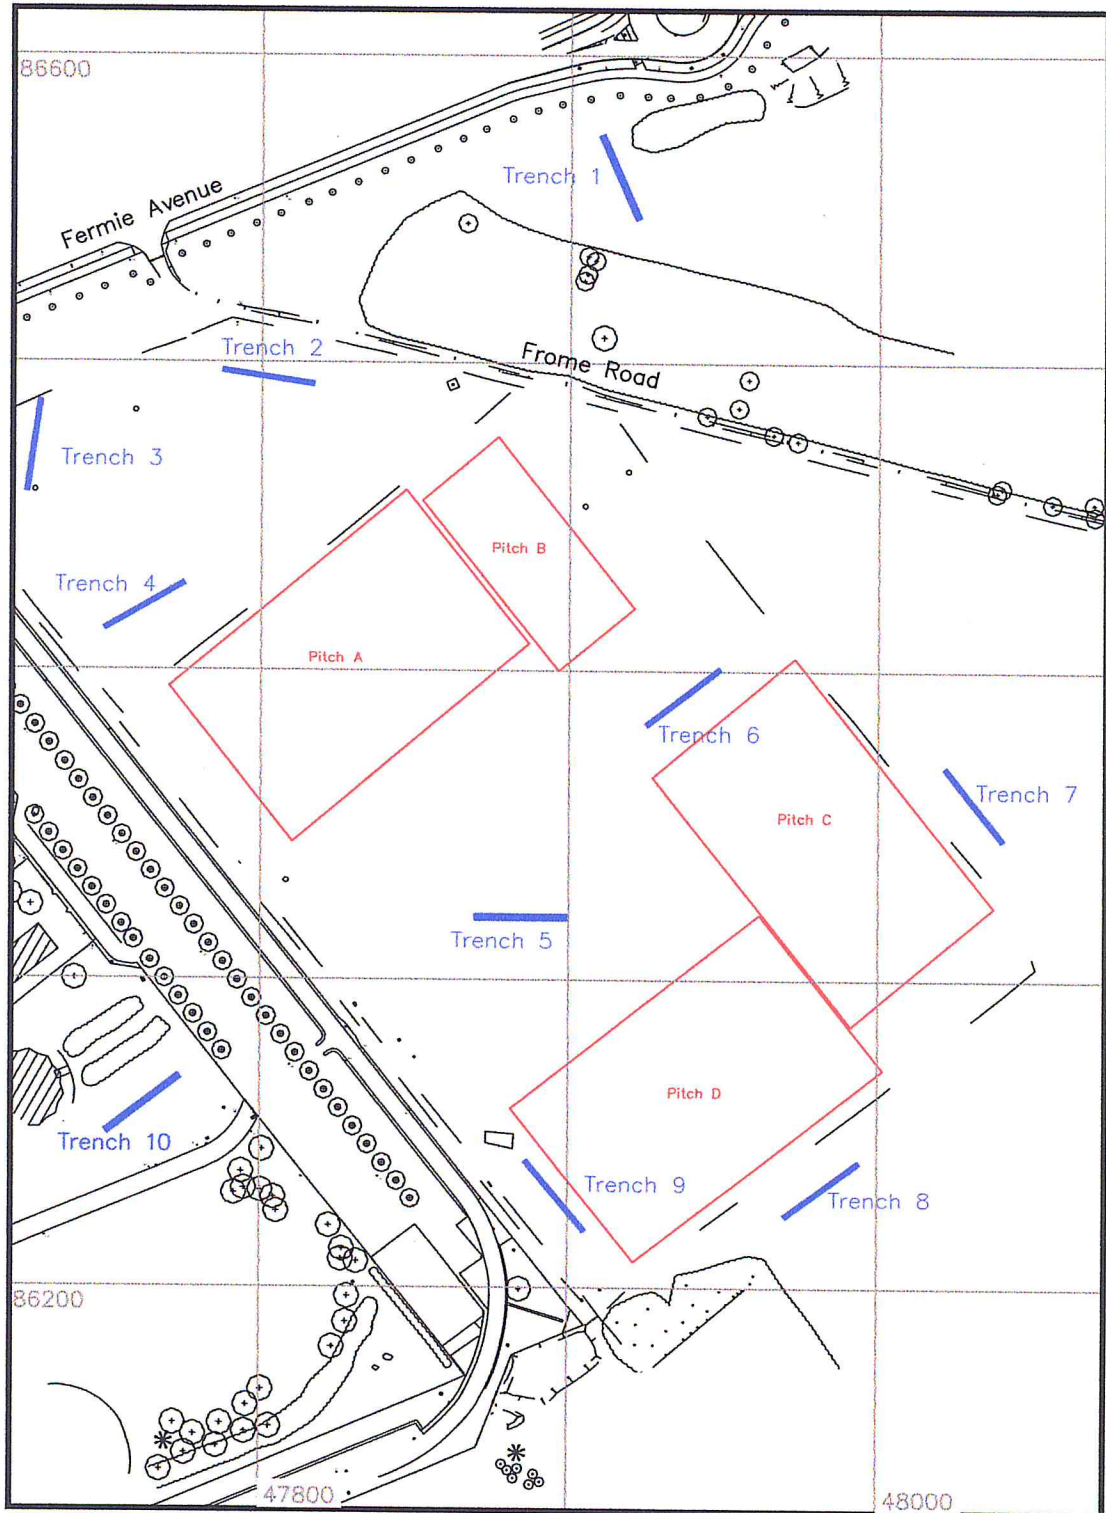 86600
Trench 1
Fermie Avenue
Trench 2
Frome Road
Trench 3
Pitch B
Trench 4
Pitch A
Trench 6
Trench 7
Pitch C
Trench 5
Pitch D
Trench 10
Trench 9
Trench 8
86200
47800
48000